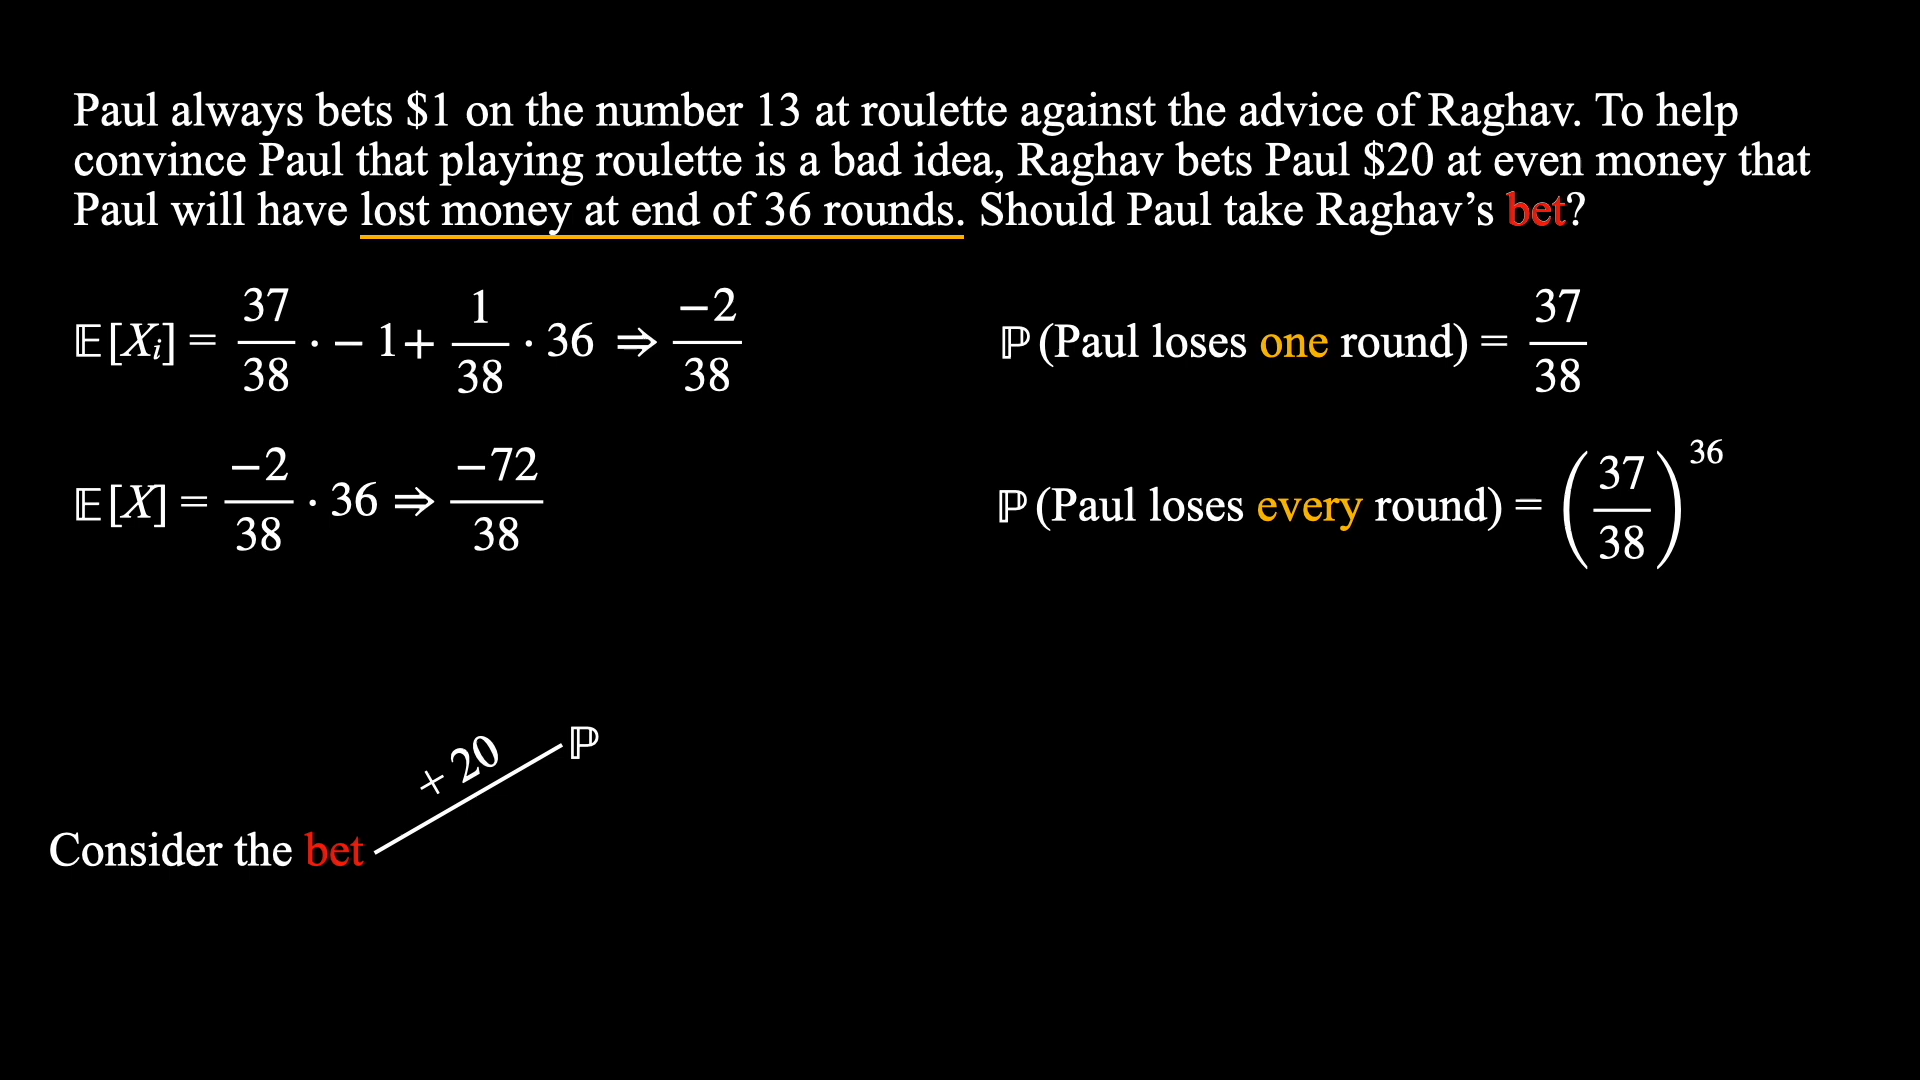 Paul always bets $1 on the number 13 at roulette against the advice of Raghav. To help
convince Paul that playing roulette is a bad idea, Raghav bets Paul $20 at even money that
Paul will have lost money at end of 36 rounds. Should Paul take Raghav’s bet?
𝔼[Xᵢ] = 37/38 · − 1 + 1/38 · 36 ⇒ −2/38
ℙ(Paul loses one round) = 37/38
𝔼[X] = −2/38 · 36 ⇒ −72/38
ℙ(Paul loses every round) = (37/38)^36
+ 20
ℙ
Consider the bet